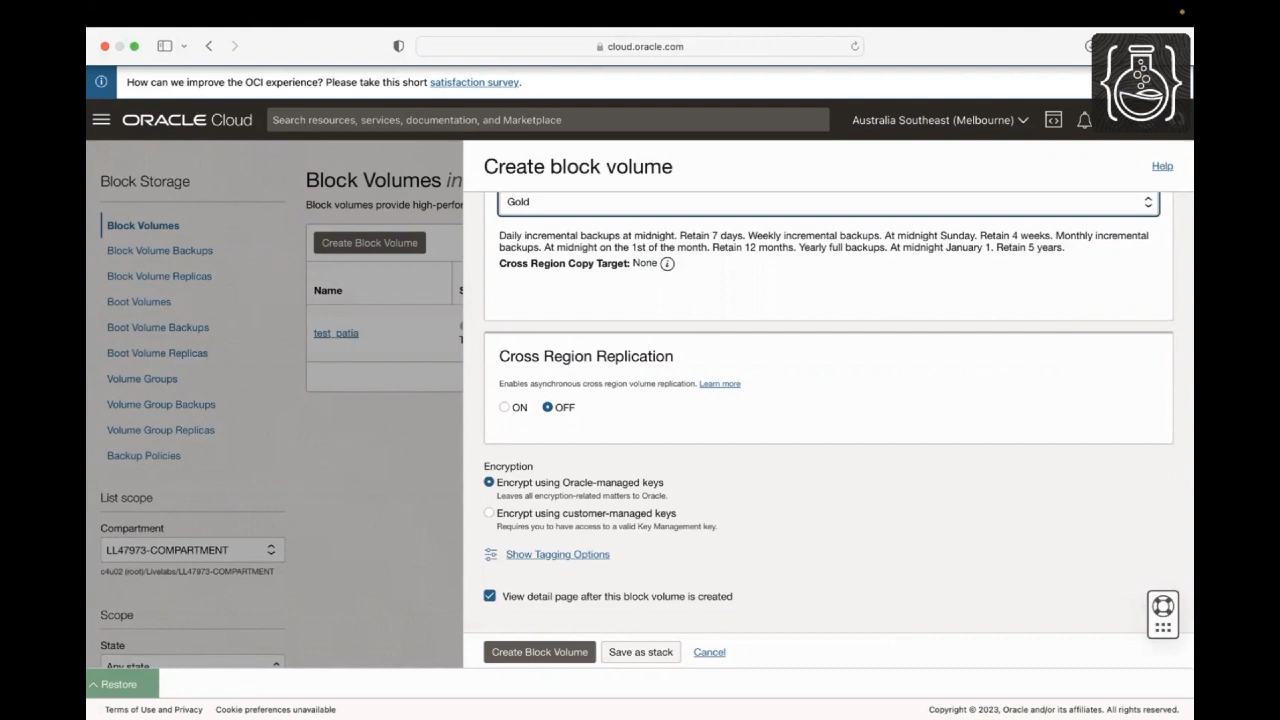 cloud.oracle.com
How can we improve the OCI experience? Please take this short satisfaction survey.
ORACLE Cloud
Search resources, services, documentation, and Marketplace
Australia Southeast (Melbourne)
Block Storage
Block Volumes
Block Volume Backups
Block Volume Replicas
Boot Volumes
Boot Volume Backups
Boot Volume Replicas
Volume Groups
Volume Group Backups
Volume Group Replicas
Backup Policies
List scope
Compartment
LL47973-COMPARTMENT
c4u02 (root)/Livelabs/LL47973-COMPARTMENT
Scope
State
Any state
Block Volumes in
Block volumes provide high-perfor
Create Block Volume
Name
test_patia
Create block volume
Help
Gold
Daily incremental backups at midnight. Retain 7 days. Weekly incremental backups. At midnight Sunday. Retain 4 weeks. Monthly incremental
backups. At midnight on the 1st of the month. Retain 12 months. Yearly full backups. At midnight January 1. Retain 5 years.
Cross Region Copy Target: None
Cross Region Replication
Enables asynchronous cross region volume replication. Learn more
ON OFF
Encryption
Encrypt using Oracle-managed keys
Leaves all encryption-related matters to Oracle.
Encrypt using customer-managed keys
Requires you to have access to a valid Key Management key.
Show Tagging Options
View detail page after this block volume is created
Create Block Volume Save as stack Cancel
Restore
Terms of Use and Privacy Cookie preferences unavailable
Copyright © 2023, Oracle and/or its affiliates. All rights reserved.